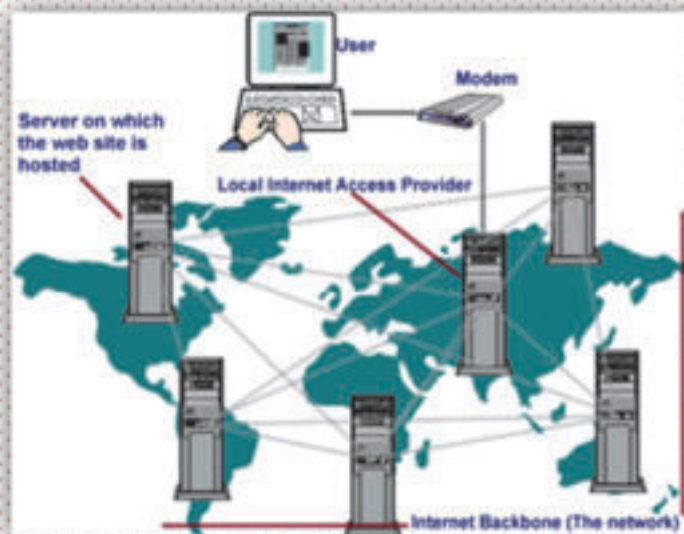 User
Modem
Server on which
the web site is
hosted
Local Internet Access Provider
Internet Backbone (The network)